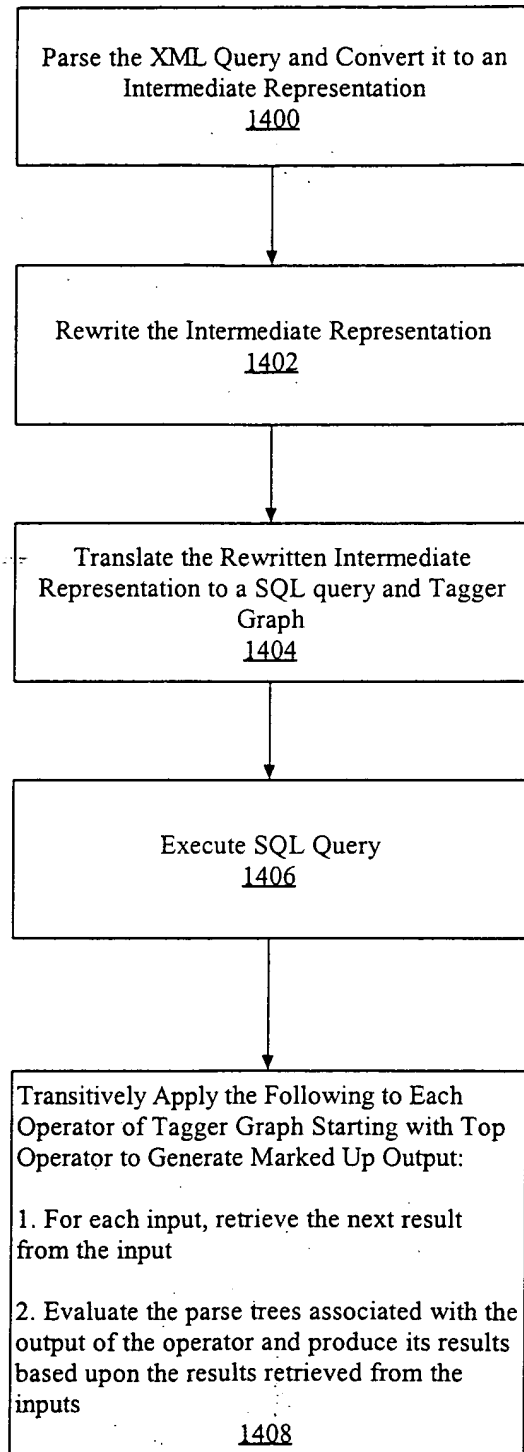 Parse the XML Query and Convert it to an
Intermediate Representation
1400
Rewrite the Intermediate Representation
1402
Translate the Rewritten Intermediate
Representation to a SQL query and Tagger
Graph
1404
Execute SQL Query
1406
Transitively Apply the Following to Each
Operator of Tagger Graph Starting with Top
Operator to Generate Marked Up Output:
1. For each input, retrieve the next result
from the input
2. Evaluate the parse trees associated with the
output of the operator and produce its results
based upon the results retrieved from the
inputs
1408